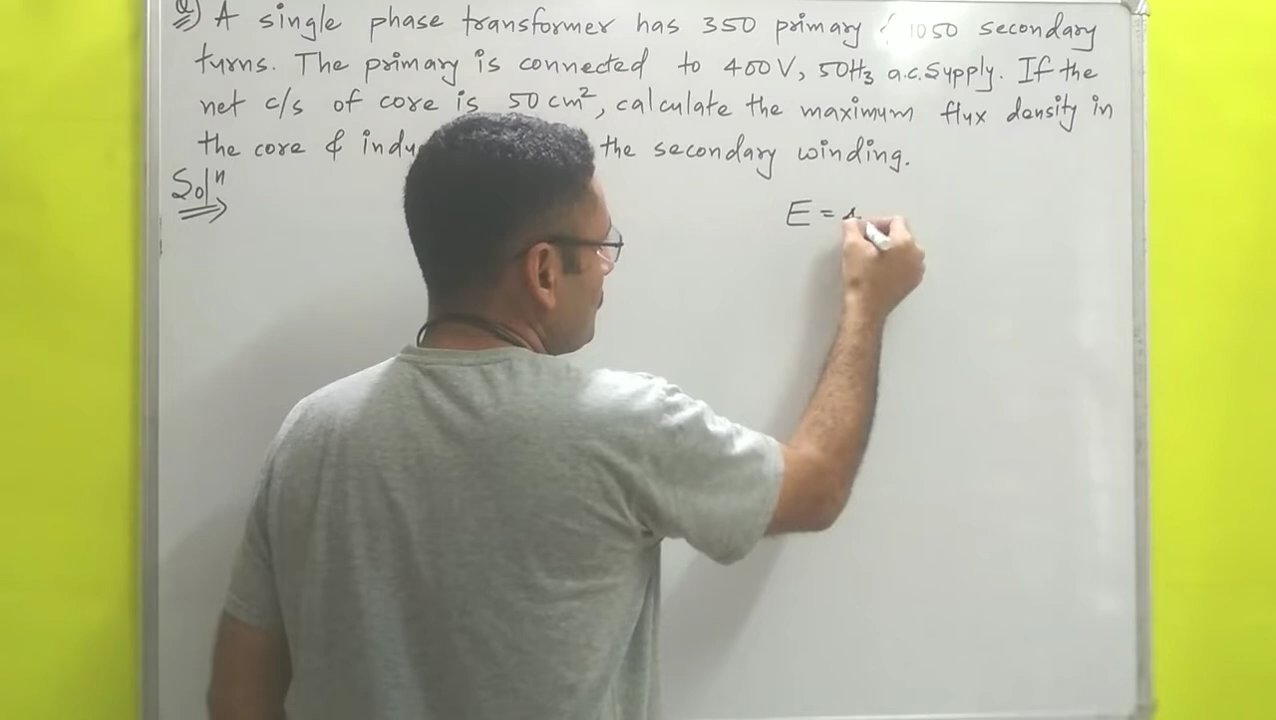 Q) A single phase transformer has 350 primary & 1050 secondary
turns. The primary is connected to 400V, 50Hz a.c. Supply. If the
net c/s of core is 50 cm², calculate the maximum flux density in
the core & indu the secondary winding.
Solⁿ
E =